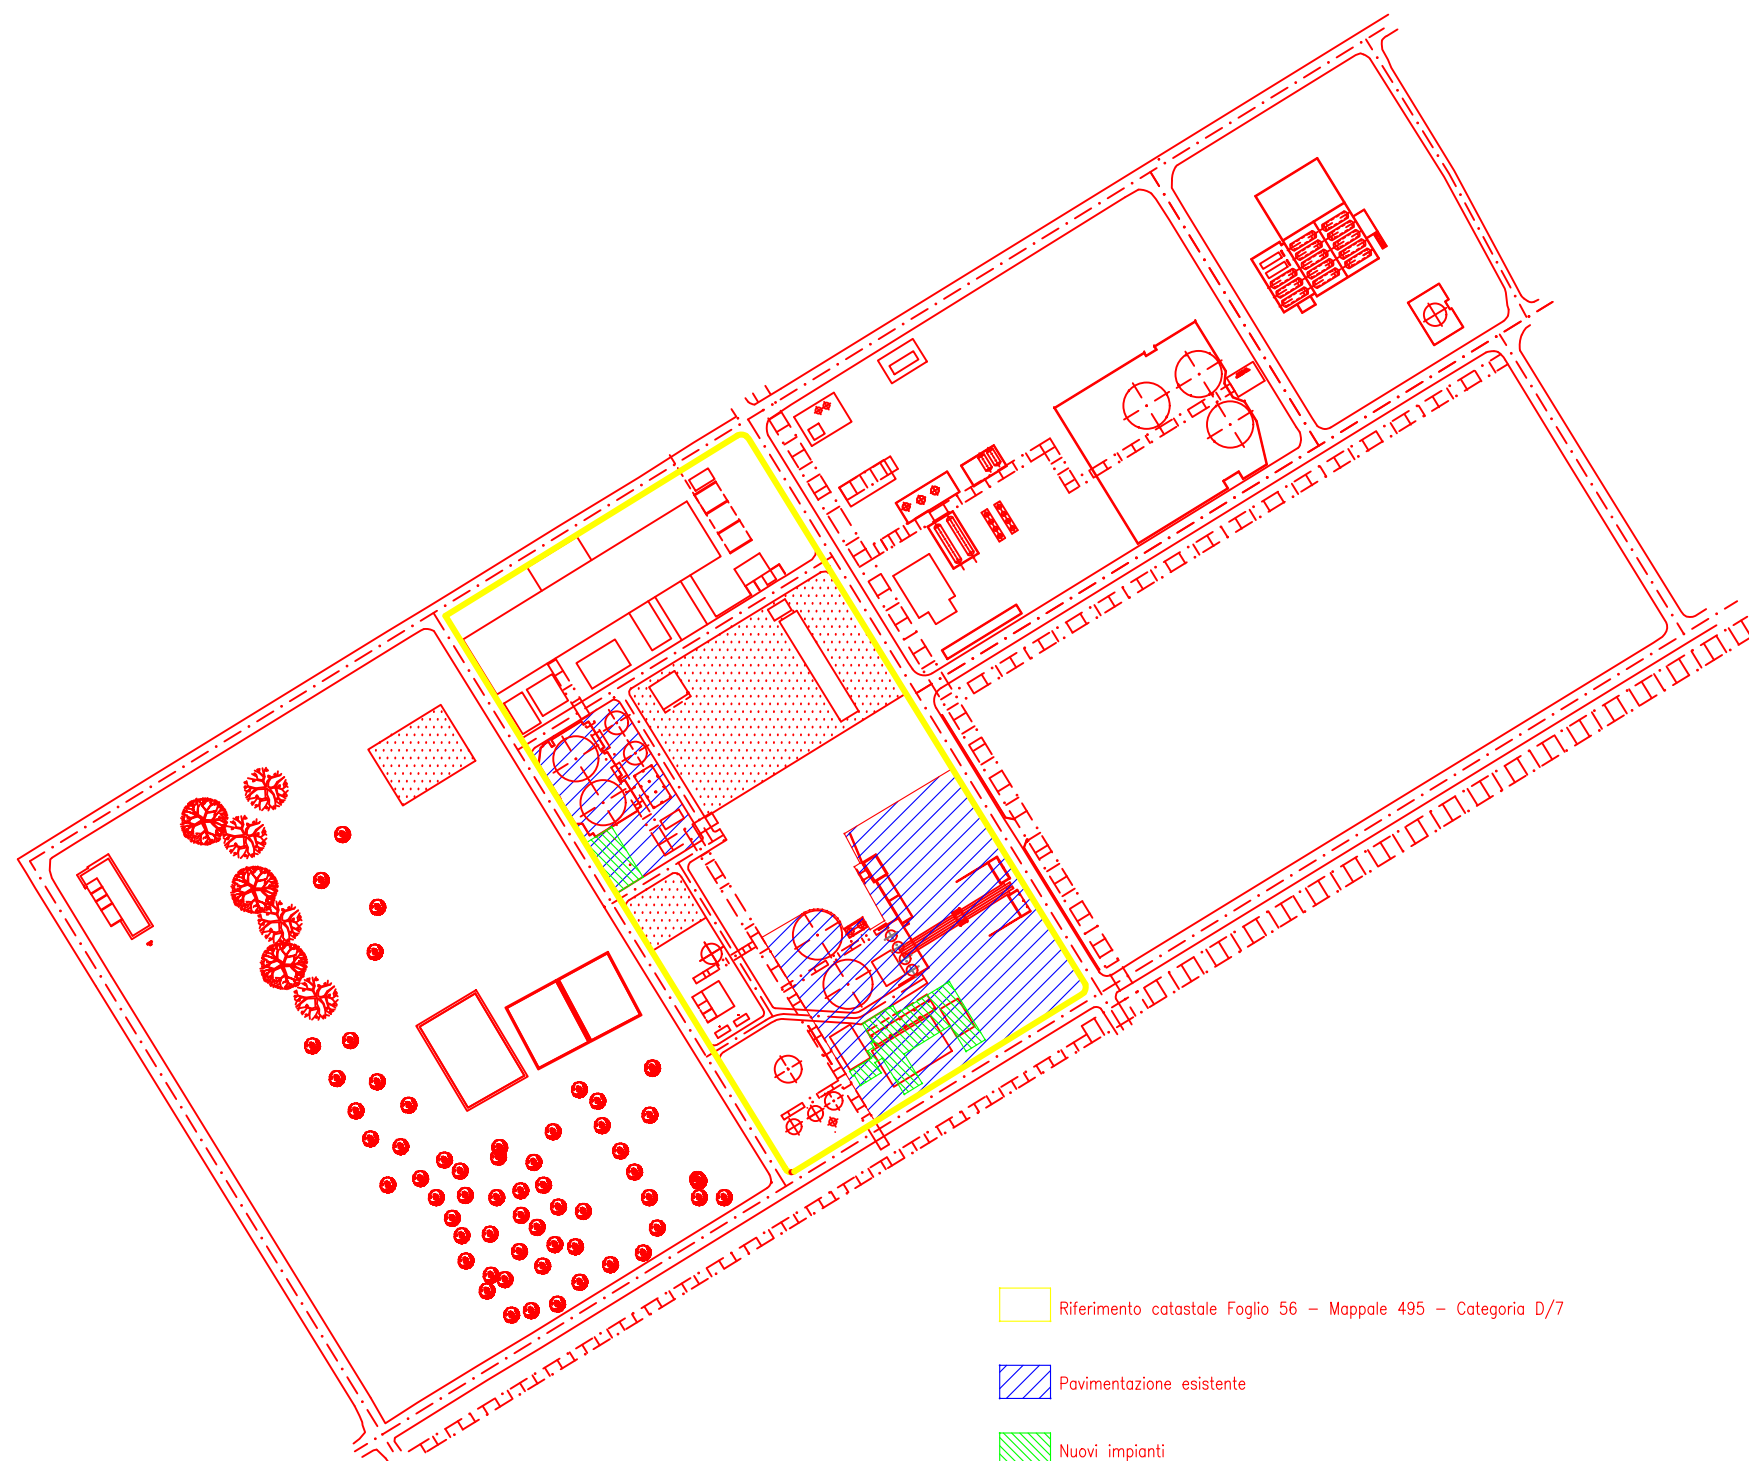 Riferimento catastale Foglio 56 – Mappale 495 – Categoria D/7
Pavimentazione esistente
Nuovi impianti